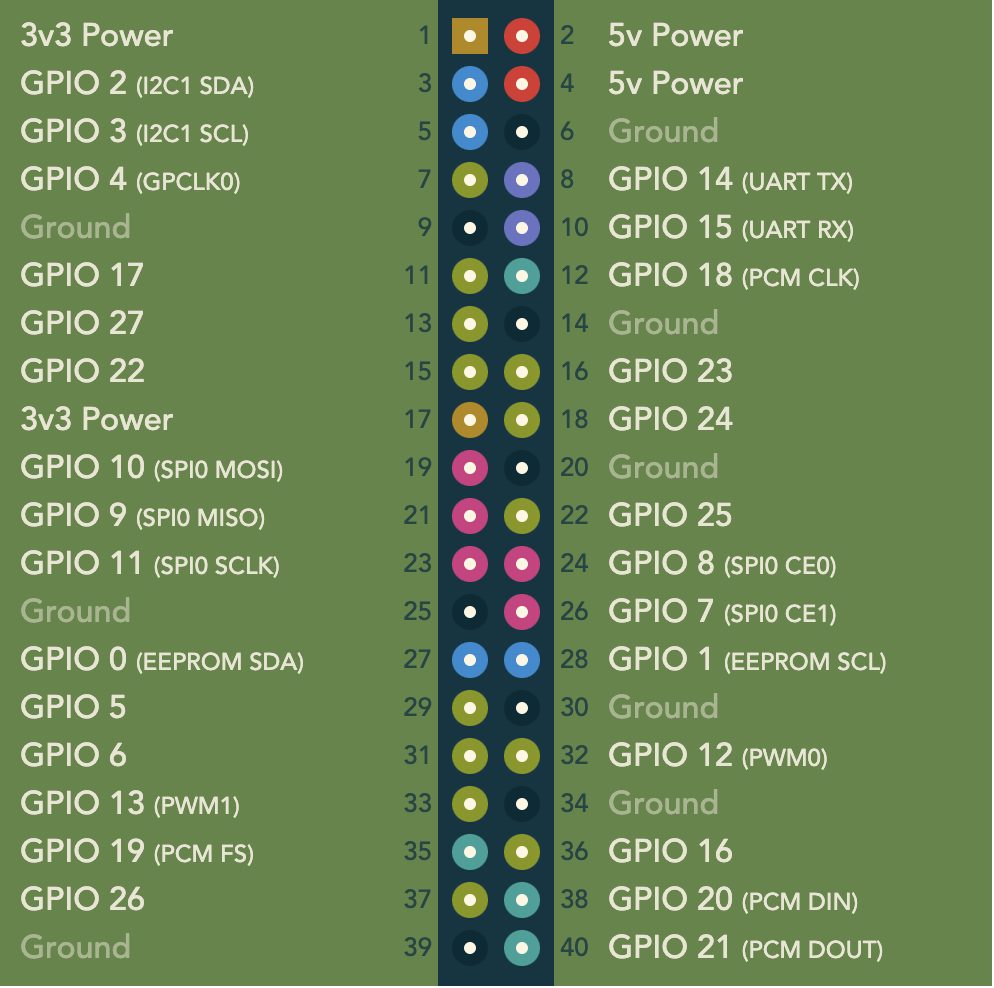 3v3 Power 1 2 5v Power
GPIO 2 (I2C1 SDA) 3 4 5v Power
GPIO 3 (I2C1 SCL) 5 6 Ground
GPIO 4 (GPCLK0) 7 8 GPIO 14 (UART TX)
Ground 9 10 GPIO 15 (UART RX)
GPIO 17 11 12 GPIO 18 (PCM CLK)
GPIO 27 13 14 Ground
GPIO 22 15 16 GPIO 23
3v3 Power 17 18 GPIO 24
GPIO 10 (SPI0 MOSI) 19 20 Ground
GPIO 9 (SPI0 MISO) 21 22 GPIO 25
GPIO 11 (SPI0 SCLK) 23 24 GPIO 8 (SPI0 CE0)
Ground 25 26 GPIO 7 (SPI0 CE1)
GPIO 0 (EEPROM SDA) 27 28 GPIO 1 (EEPROM SCL)
GPIO 5 29 30 Ground
GPIO 6 31 32 GPIO 12 (PWM0)
GPIO 13 (PWM1) 33 34 Ground
GPIO 19 (PCM FS) 35 36 GPIO 16
GPIO 26 37 38 GPIO 20 (PCM DIN)
Ground 39 40 GPIO 21 (PCM DOUT)